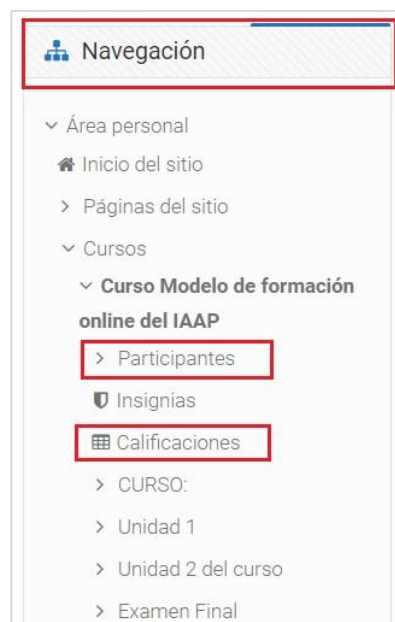 Navegación
Área personal
Inicio del sitio
Páginas del sitio
Cursos
Curso Modelo de formación
online del IAAP
Participantes
Insignias
Calificaciones
CURSO:
Unidad 1
Unidad 2 del curso
Examen Final